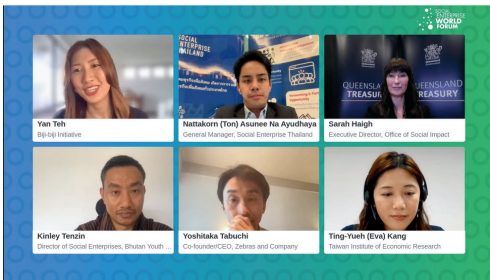 SOCIAL
ENTERPRISE
WORLD
FORUM
SOCIAL
ENTERPRISE
THAILAND
QUEENSLAND
TREASURY
QUEENSLAND
TREASURY
Yan Teh
Biji-biji Initiative
Nattakorn (Ton) Asunee Na Ayudhaya
General Manager, Social Enterprise Thailand
Sarah Haigh
Executive Director, Office of Social Impact
Kinley Tenzin
Director of Social Enterprises, Bhutan Youth ...
Yoshitaka Tabuchi
Co-founder/CEO, Zebras and Company
Ting-Yueh (Eva) Kang
Taiwan Institute of Economic Research